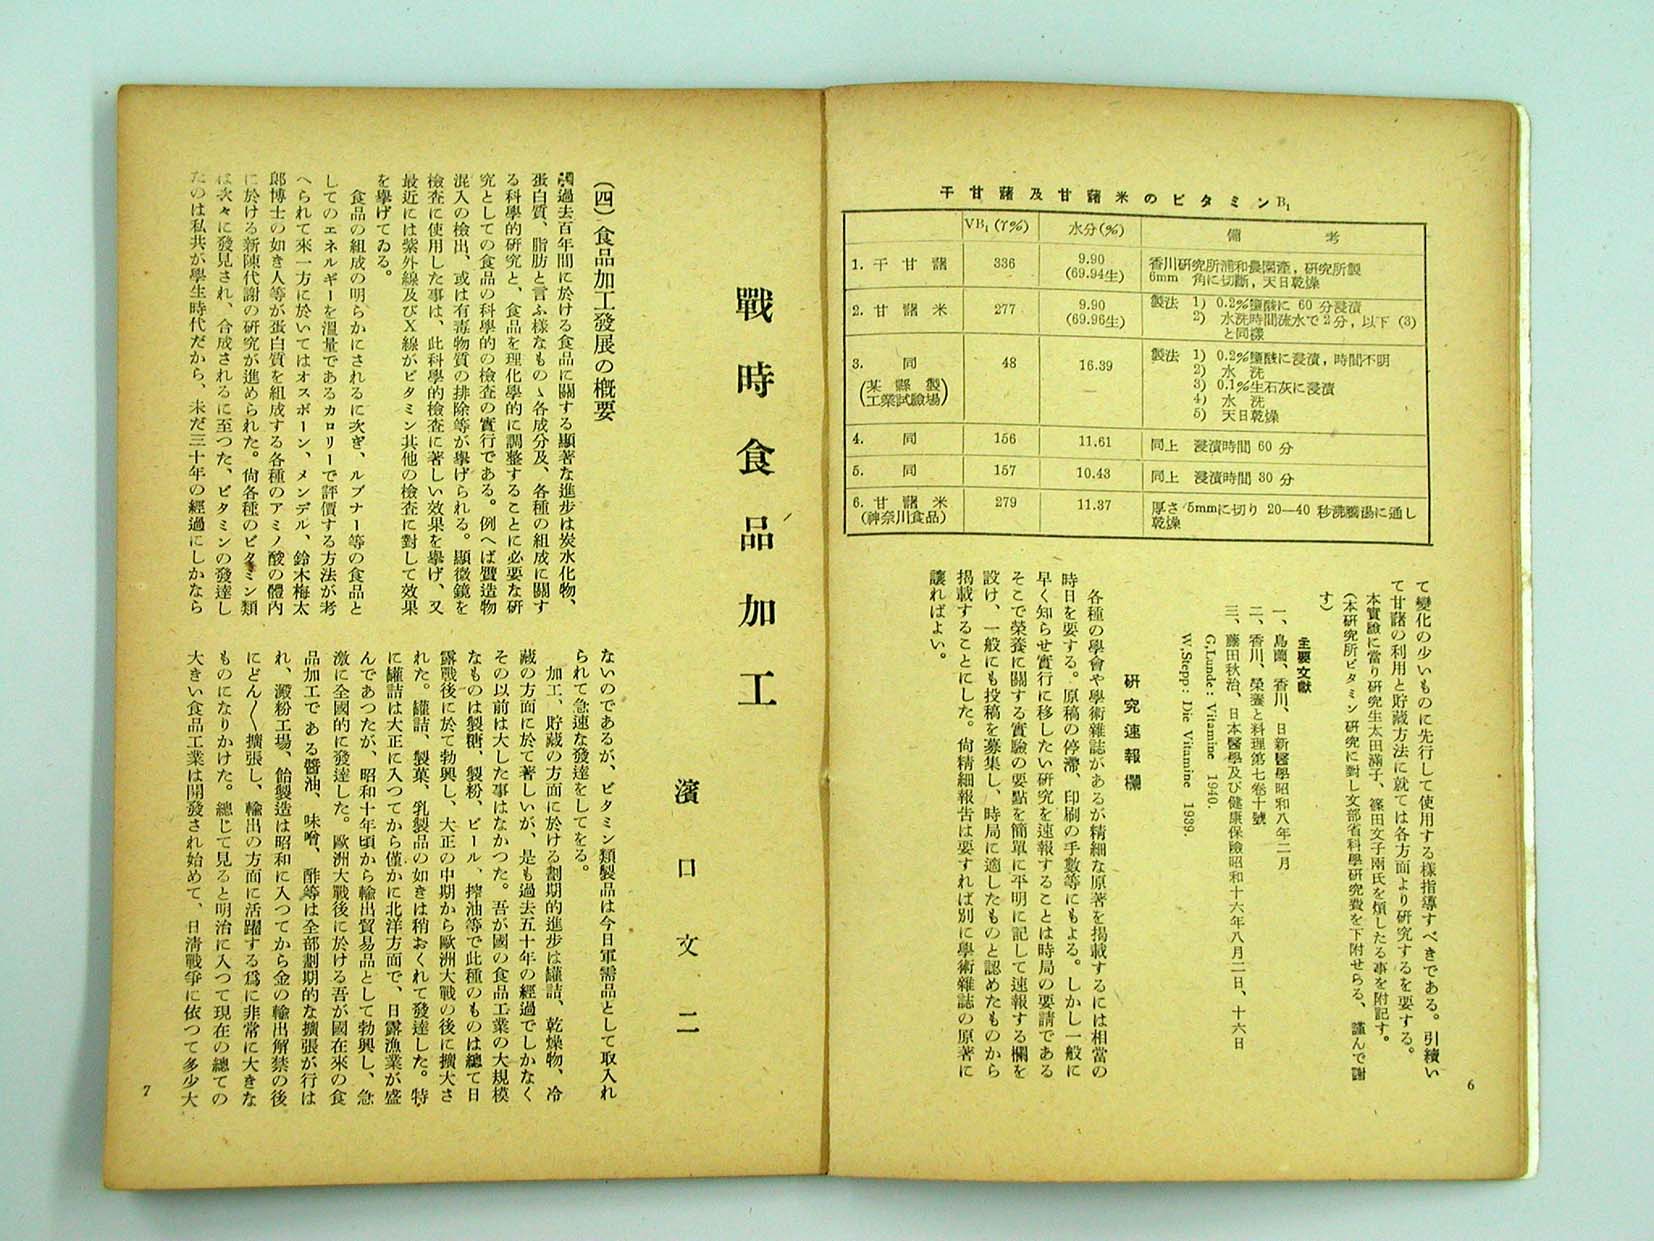 干甘藷及甘藷米のビタミンB₁
VB₁(γ%) 水分(%) 備考
1. 干甘藷 336 9.90 (69.94生) 香川研究所浦和農園產,研究所製
5mm 角に切斷,天日乾燥
2. 甘藷米 277 9.90 (69.96生) 製法 1) 0.2%鹽酸に 60 分浸漬
2) 水洗時間流水で2分,以下 (3)
と同樣
3. 同 48 16.39 製法 1) 0.2%鹽酸に浸漬,時間不明
(某縣製 2) 水洗
工業試驗場) 3) 0.1%生石灰に浸漬
4) 水洗
5) 天日乾燥
4. 同 156 11.61 同上 浸漬時間 60 分
5. 同 157 10.43 同上 浸漬時間 30 分
6. 甘藷米 279 11.37 厚さ 5mmに切り 20—40 秒沸騰湯に通し
(神奈川食品) 乾燥
て變化の少いものに先行して使用する樣指導すべきである。引續い
て甘藷の利用と貯藏方法に就ては各方面より研究するを要する。
本實驗に當り研究生太田滿子、篠田文子兩氏を煩したる事を附記す。
(本研究所ビタミン研究に對し文部省科學研究費を下附せらる、謹んで謝
す)
主要文獻
一、島薗、香川、日新醫學昭和八年二月
二、香川、榮養と料理第七卷十號
三、藤田秋治、日本醫學及び健康保險昭和十六年八月二日、十六日
G,Lunde: Vitamine 1940.
W,Stepp: Die Vitamine 1939.
硏究速報欄
各種の學會や學術雜誌があるが精細な原著を揭載するには相當の
時日を要する。原稿の停滯、印刷の手數等にもよる。しかし一般に
早く知らせ實行に移したい研究を速報することは時局の要請である
そこで榮養に關する實驗の要點を簡單に平明に記して速報する欄を
設け、一般にも投稿を募集し、時局に適したものと認めたものから
揭載することにした。尙精細報告は要すれば別に學術雜誌の原著に
讓ればよい。
6
戰時食品加工
濱口文二
(四)食品加工發展の槪要
過去百年間に於ける食品に關する顯著な進步は炭水化物、
蛋白質、脂肪と言ふ樣なものゝ各成分及、各種の組成に關す
る科學的硏究と、食品を理化學的に調整することに必要な硏
究としての食品の科學的の檢査の實行である。例へば贋造物
混入の檢出、或は有毒物質の排除等が擧げられる。顯微鏡を
檢査に使用した事は、此科學的檢査に著しい效果を擧げ、又
最近には紫外線及びX線がビタミン其他の檢査に對して效果
を擧げてゐる。
食品の組成の明らかにされるに次ぎ、ルブナー等の食品と
してのエネルギーを溫量であるカロリーで評價する方法が考
へられて來一方に於いてはオスボーン、メンデル、鈴木梅太
郞博士の如き人等が蛋白質を組成する各種のアミノ酸の體內
に於ける新陳代謝の硏究が進められた。尙各種のビタミン類
は次々に發見され、合成されるに至つた、ビタミンの發達し
たのは私共が學生時代だから、未だ三十年の經過にしかなら
ないのであるが、ビタミン類製品は今日軍需品として取入れ
られて急速な發達をしてをる。
加工、貯藏の方面に於ける劃期的進步は罐詰、乾燥物、冷
藏の方面に於て著しいが、是も過去五十年の經過でしかなく
その以前は大した事はなかつた。吾が國の食品工業の大規模
なものは製糖、製粉、ビール、搾油等で此種のものは總て日
露戰後に於て勃興し、大正の中期から歐洲大戰の後に擴大さ
れた。罐詰、製菓、乳製品の如きは稍おくれて發達した。特
に罐詰は大正に入つてから僅かに北洋方面で、日露漁業が盛
んであつたが、昭和十年頃から輸出貿易品として勃興し、急
激に全國的に發達した。歐洲大戰後に於ける吾が國在來の食
品加工である醬油、味噌、酢等は全部劃期的な擴張が行は
れ、澱粉工場、飴製造は昭和に入つてから金の輸出解禁の後
にどん〳〵擴張し、輸出の方面に活躍する爲に非常に大きな
ものになりかけた。總じて見ると明治に入つて現在の總ての
大きい食品工業は開發され始めて、日淸戰爭に依つて多少大
7